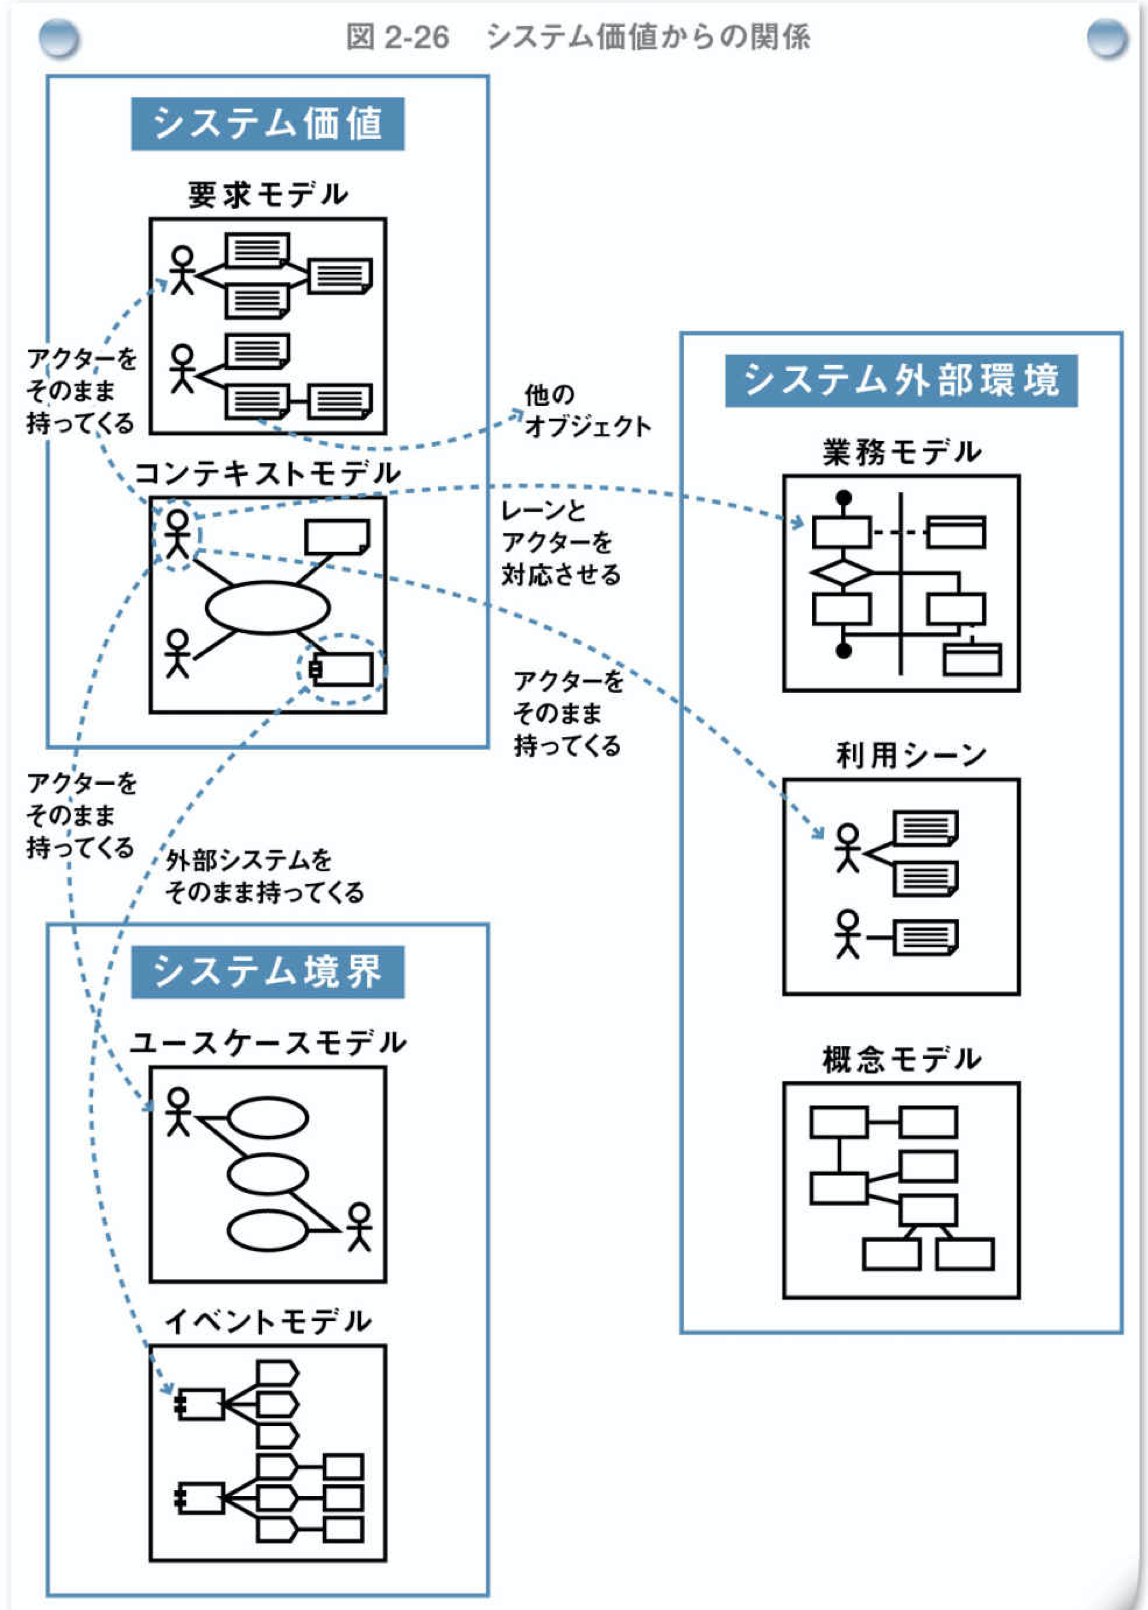 図 2-26　システム価値からの関係
システム価値
要求モデル
アクターを
そのまま
持ってくる
他の
オブジェクト
コンテキストモデル
レーンと
アクターを
対応させる
アクターを
そのまま
持ってくる
アクターを
そのまま
持ってくる
外部システムを
そのまま持ってくる
システム境界
ユースケースモデル
イベントモデル
システム外部環境
業務モデル
利用シーン
概念モデル